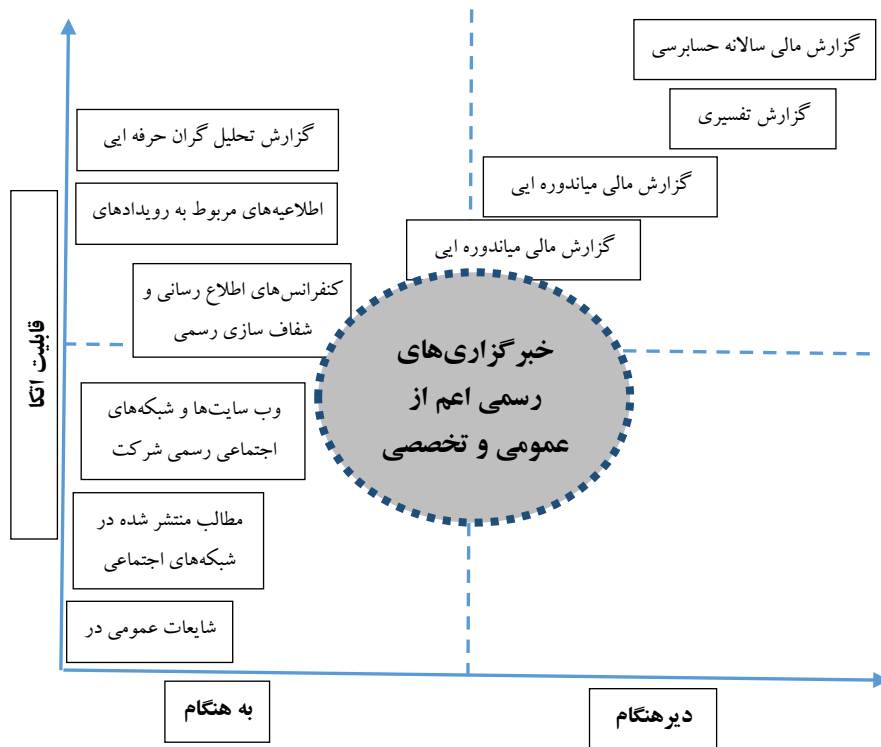 گزارش مالی سالانه حسابرسی
گزارش تفسیری
گزارش تحلیل گران حرفه ایی
گزارش مالی میاندوره ایی
اطلاعیه‌های مربوط به رویدادهای
گزارش مالی میاندوره ایی
کنفرانس‌های اطلاع رسانی و
شفاف سازی رسمی
قابلیت اتکا
خبرگزاری‌های
رسمی اعم از
عمومی و تخصصی
وب سایت‌ها و شبکه‌های
اجتماعی رسمی شرکت
مطالب منتشر شده در
شبکه‌های اجتماعی
شایعات عمومی در
به هنگام
دیرهنگام